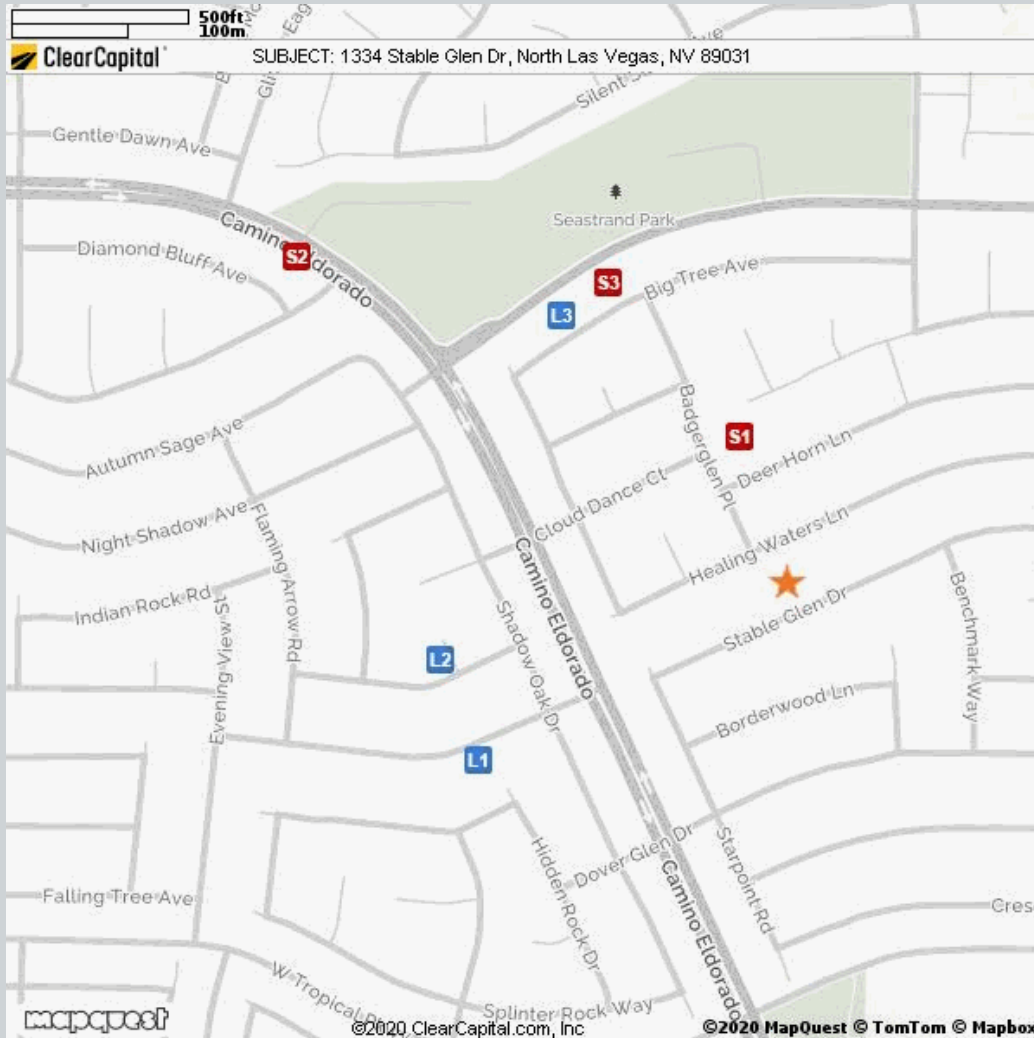 500ft
100m
ClearCapital
SUBJECT: 1334 Stable Glen Dr, North Las Vegas, NV 89031
Gentle Dawn Ave
Silent
Seastrand Park
Camino Eldorado
Diamond Bluff Ave
S2
S3
Big Tree Ave
L3
Badgerglen Pl
S1
Autumn Sage Ave
Deer Horn Ln
Cloud Dance Ct
Night Shadow Ave
Flaming Arrow Rd
Healing Waters Ln
Camino Eldorado
Indian Rock Rd
Stable Glen Dr
Benchmark Way
Shadow Oak Dr
L2
Evening View St
Borderwood Ln
L1
Hidden Rock Dr
Dover Glen Dr
Starpoint Rd
Camino Eldorado
Falling Tree Ave
Cres
W Tropical
Splinter Rock Way
mapquest
©2020 ClearCapital.com, Inc
©2020 MapQuest © TomTom © Mapbox